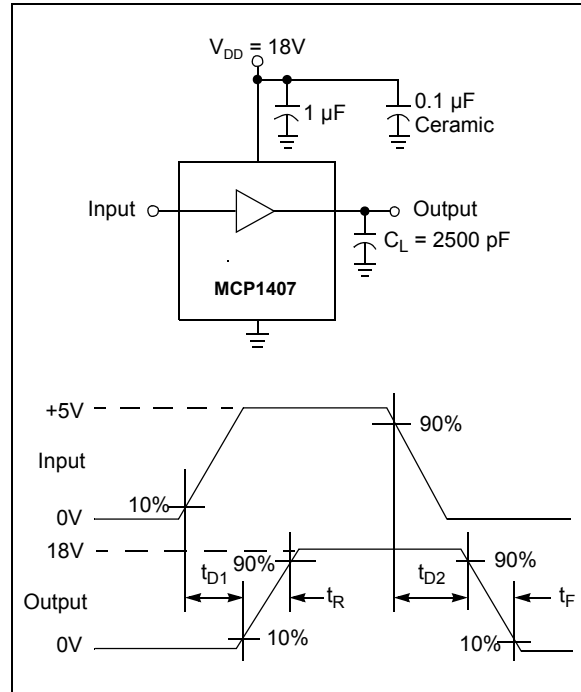 V_DD = 18V
1 µF
0.1 µF
Ceramic
Input
Output
C_L = 2500 pF
MCP1407
+5V
90%
Input
10%
0V
18V
90%
t_D1
t_R
t_D2
90%
t_F
Output
0V
10%
10%